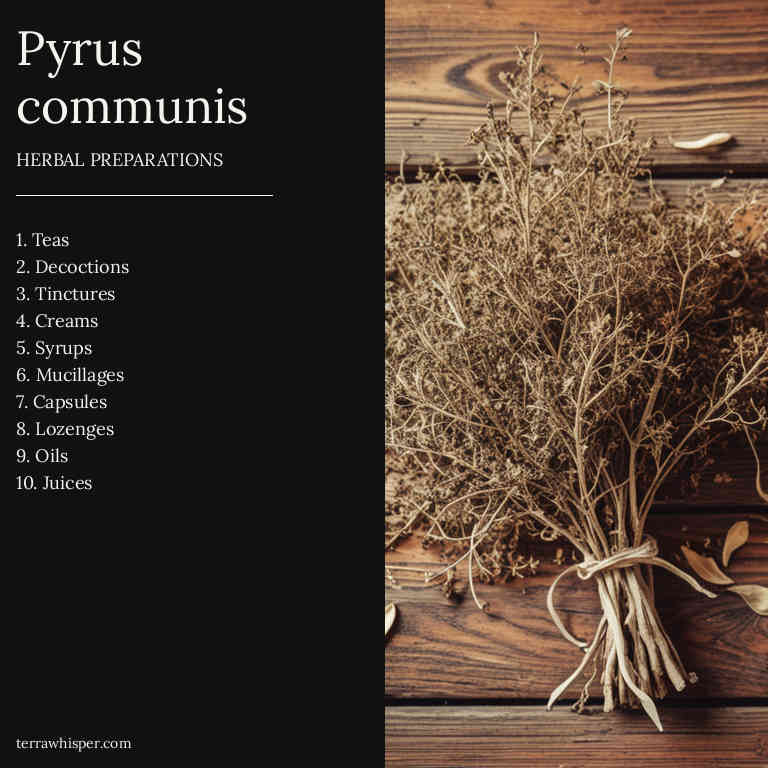 Pyrus
communis
HERBAL PREPARATIONS
1. Teas
2. Decoctions
3. Tinctures
4. Creams
5. Syrups
6. Mucillages
7. Capsules
8. Lozenges
9. Oils
10. Juices
terrawhisper.com